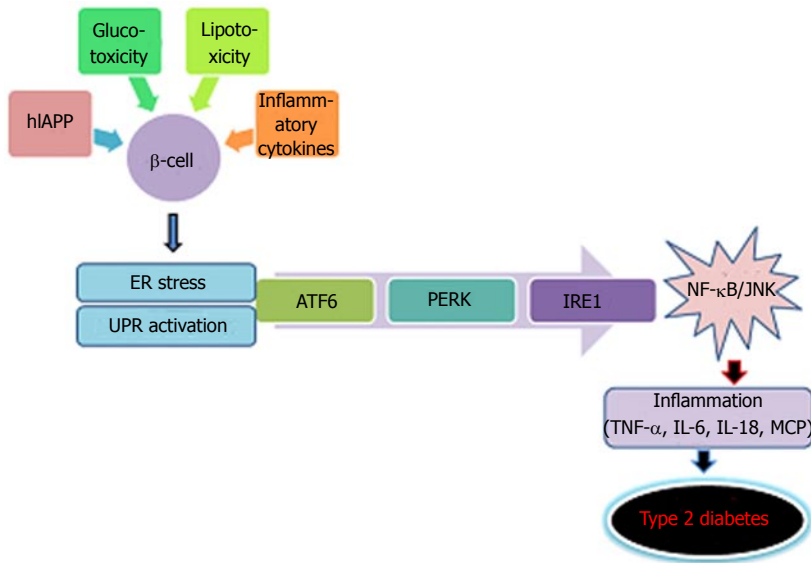 Gluco-
toxicity
Lipoto-
xicity
hIAPP
Inflamm-
atory
cytokines
β-cell
ER stress
UPR activation
ATF6
PERK
IRE1
NF-κB/JNK
Inflammation
(TNF-α, IL-6, IL-18, MCP)
Type 2 diabetes